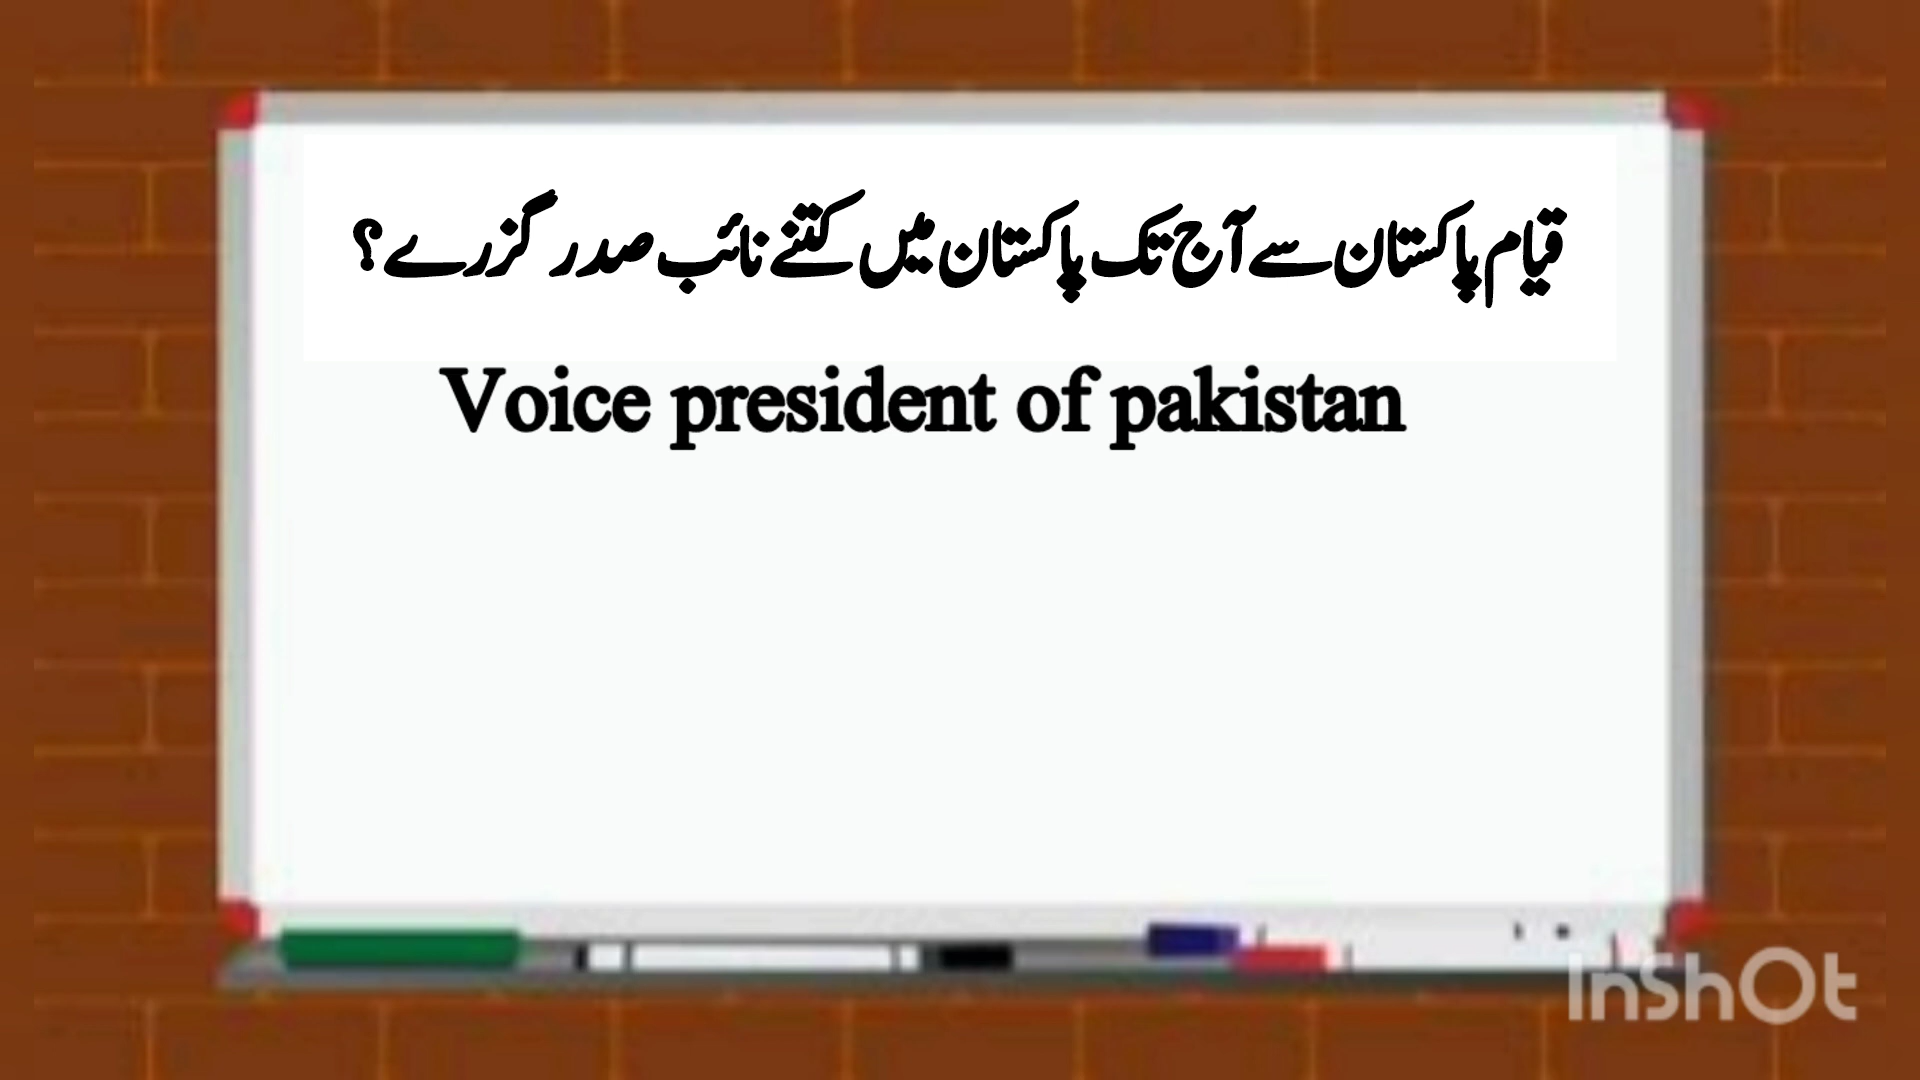 قیام پاکستان سے آج تک پاکستان میں کتنے نائب صدر گزرے؟
Voice president of pakistan
InShOt